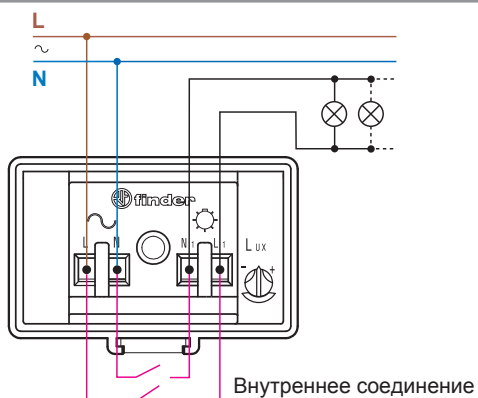 L
~
N
finder
L N N1 L1 LUX
- +
Внутреннее соединение